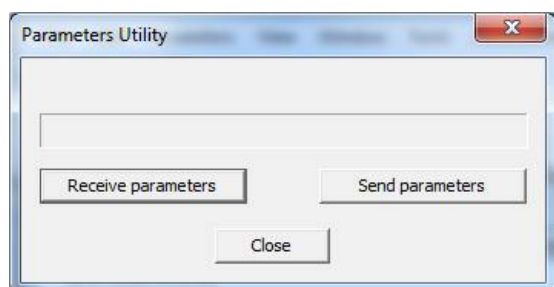 Parameters Utility
Receive parameters
Send parameters
Close